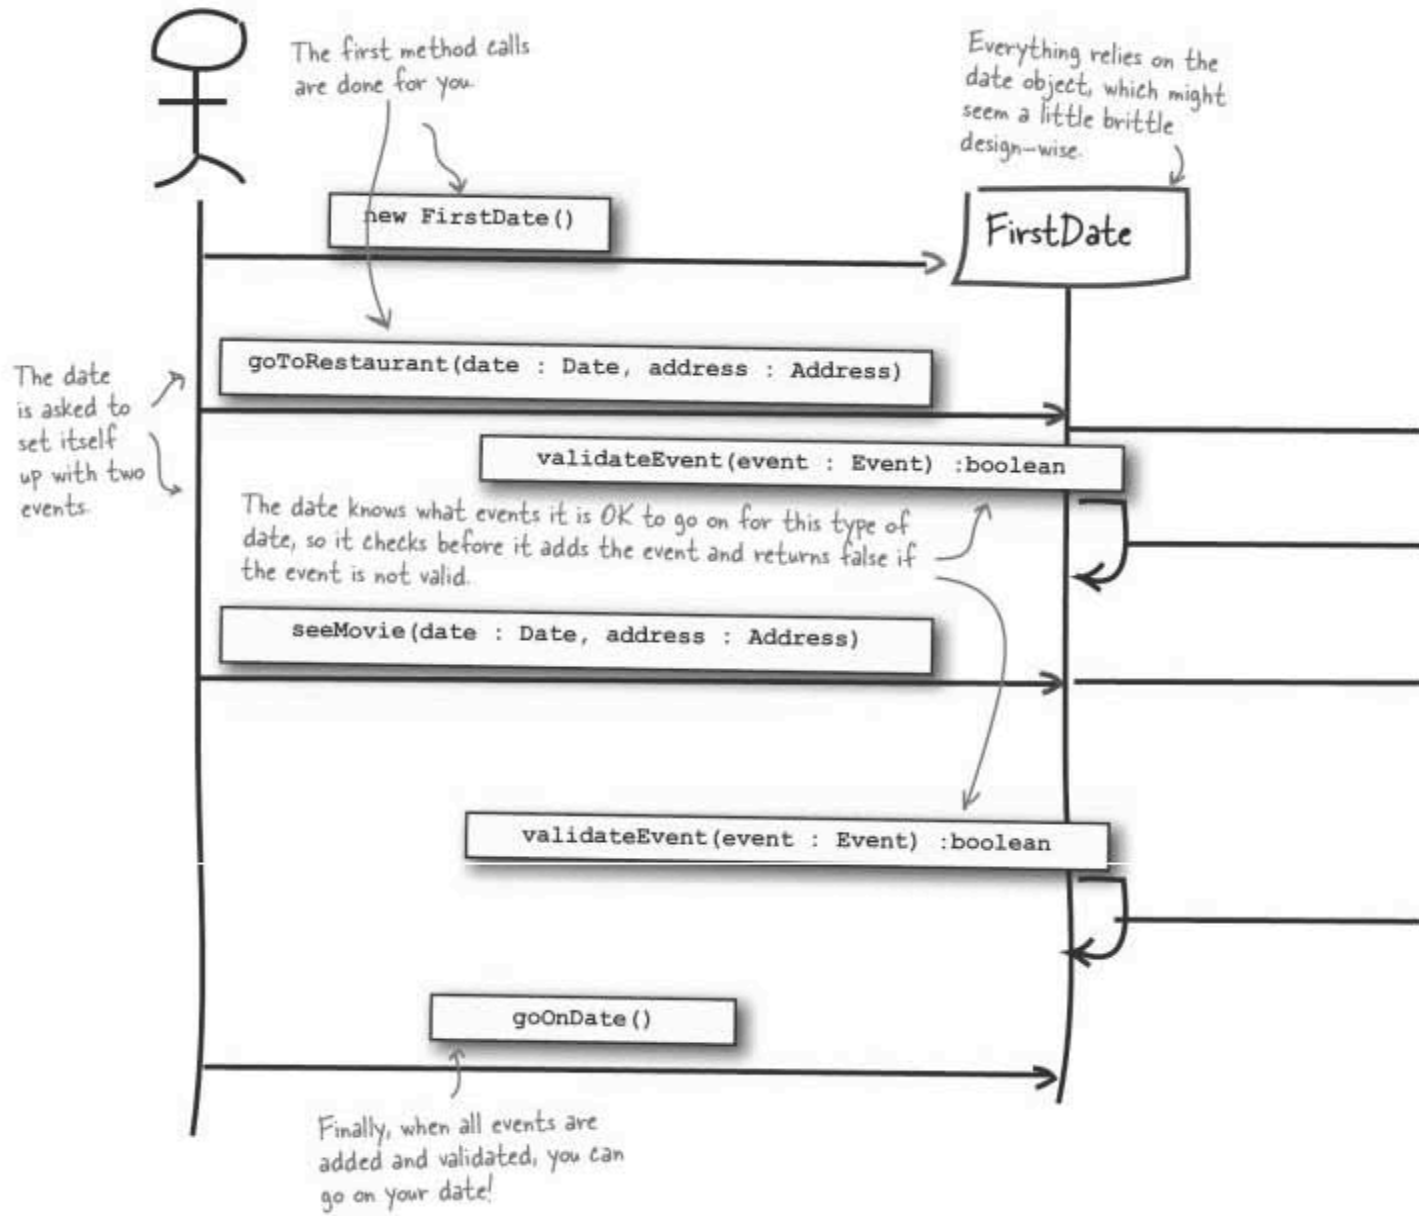 The first method calls
are done for you.
Everything relies on the
date object, which might
seem a little brittle
design-wise.
new FirstDate()
FirstDate
goToRestaurant(date : Date, address : Address)
The date
is asked to
set itself
up with two
events.
validateEvent(event : Event) :boolean
The date knows what events it is OK to go on for this type of
date, so it checks before it adds the event and returns false if
the event is not valid.
seeMovie(date : Date, address : Address)
validateEvent(event : Event) :boolean
goOnDate()
Finally, when all events are
added and validated, you can
go on your date!